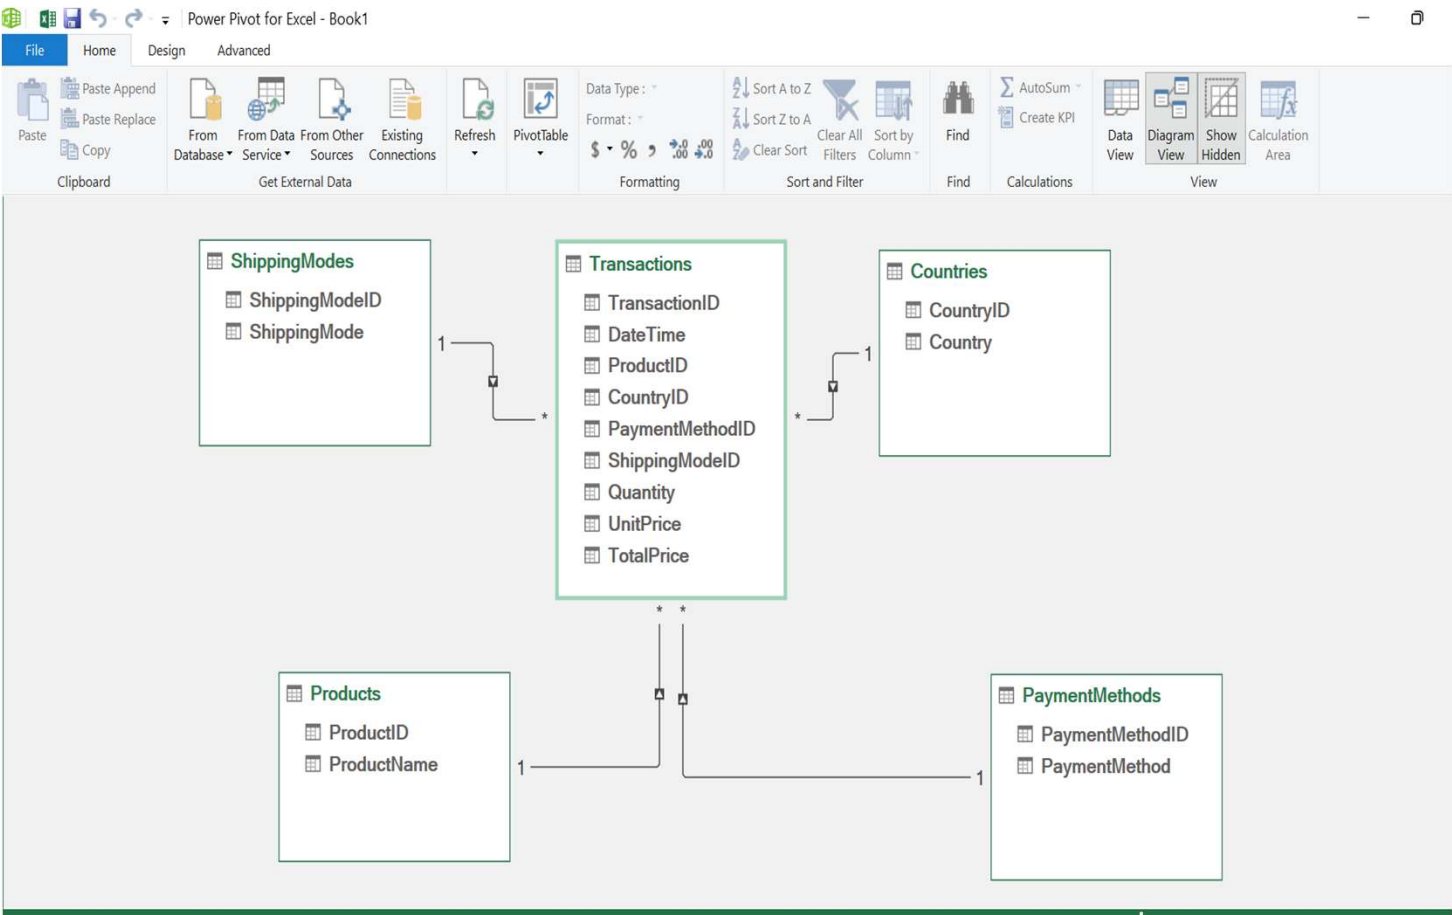 Power Pivot for Excel - Book1
File Home Design Advanced
Paste
Paste Append
Paste Replace
Copy
Clipboard
From Database
From Data Service
From Other Sources
Existing Connections
Get External Data
Refresh
PivotTable
Data Type :
Format :
$ % , .0 .00 .00 .0
Formatting
Sort A to Z
Sort Z to A
Clear Sort
Clear All Filters
Sort by Column
Sort and Filter
Find
Find
AutoSum
Create KPI
Calculations
Data View
Diagram View
Show Hidden
Calculation Area
View
ShippingModes
ShippingModeID
ShippingMode
1
*
Transactions
TransactionID
DateTime
ProductID
CountryID
PaymentMethodID
ShippingModeID
Quantity
UnitPrice
TotalPrice
Countries
CountryID
Country
1
*
* *
Products
ProductID
ProductName
1
PaymentMethods
PaymentMethodID
PaymentMethod
1